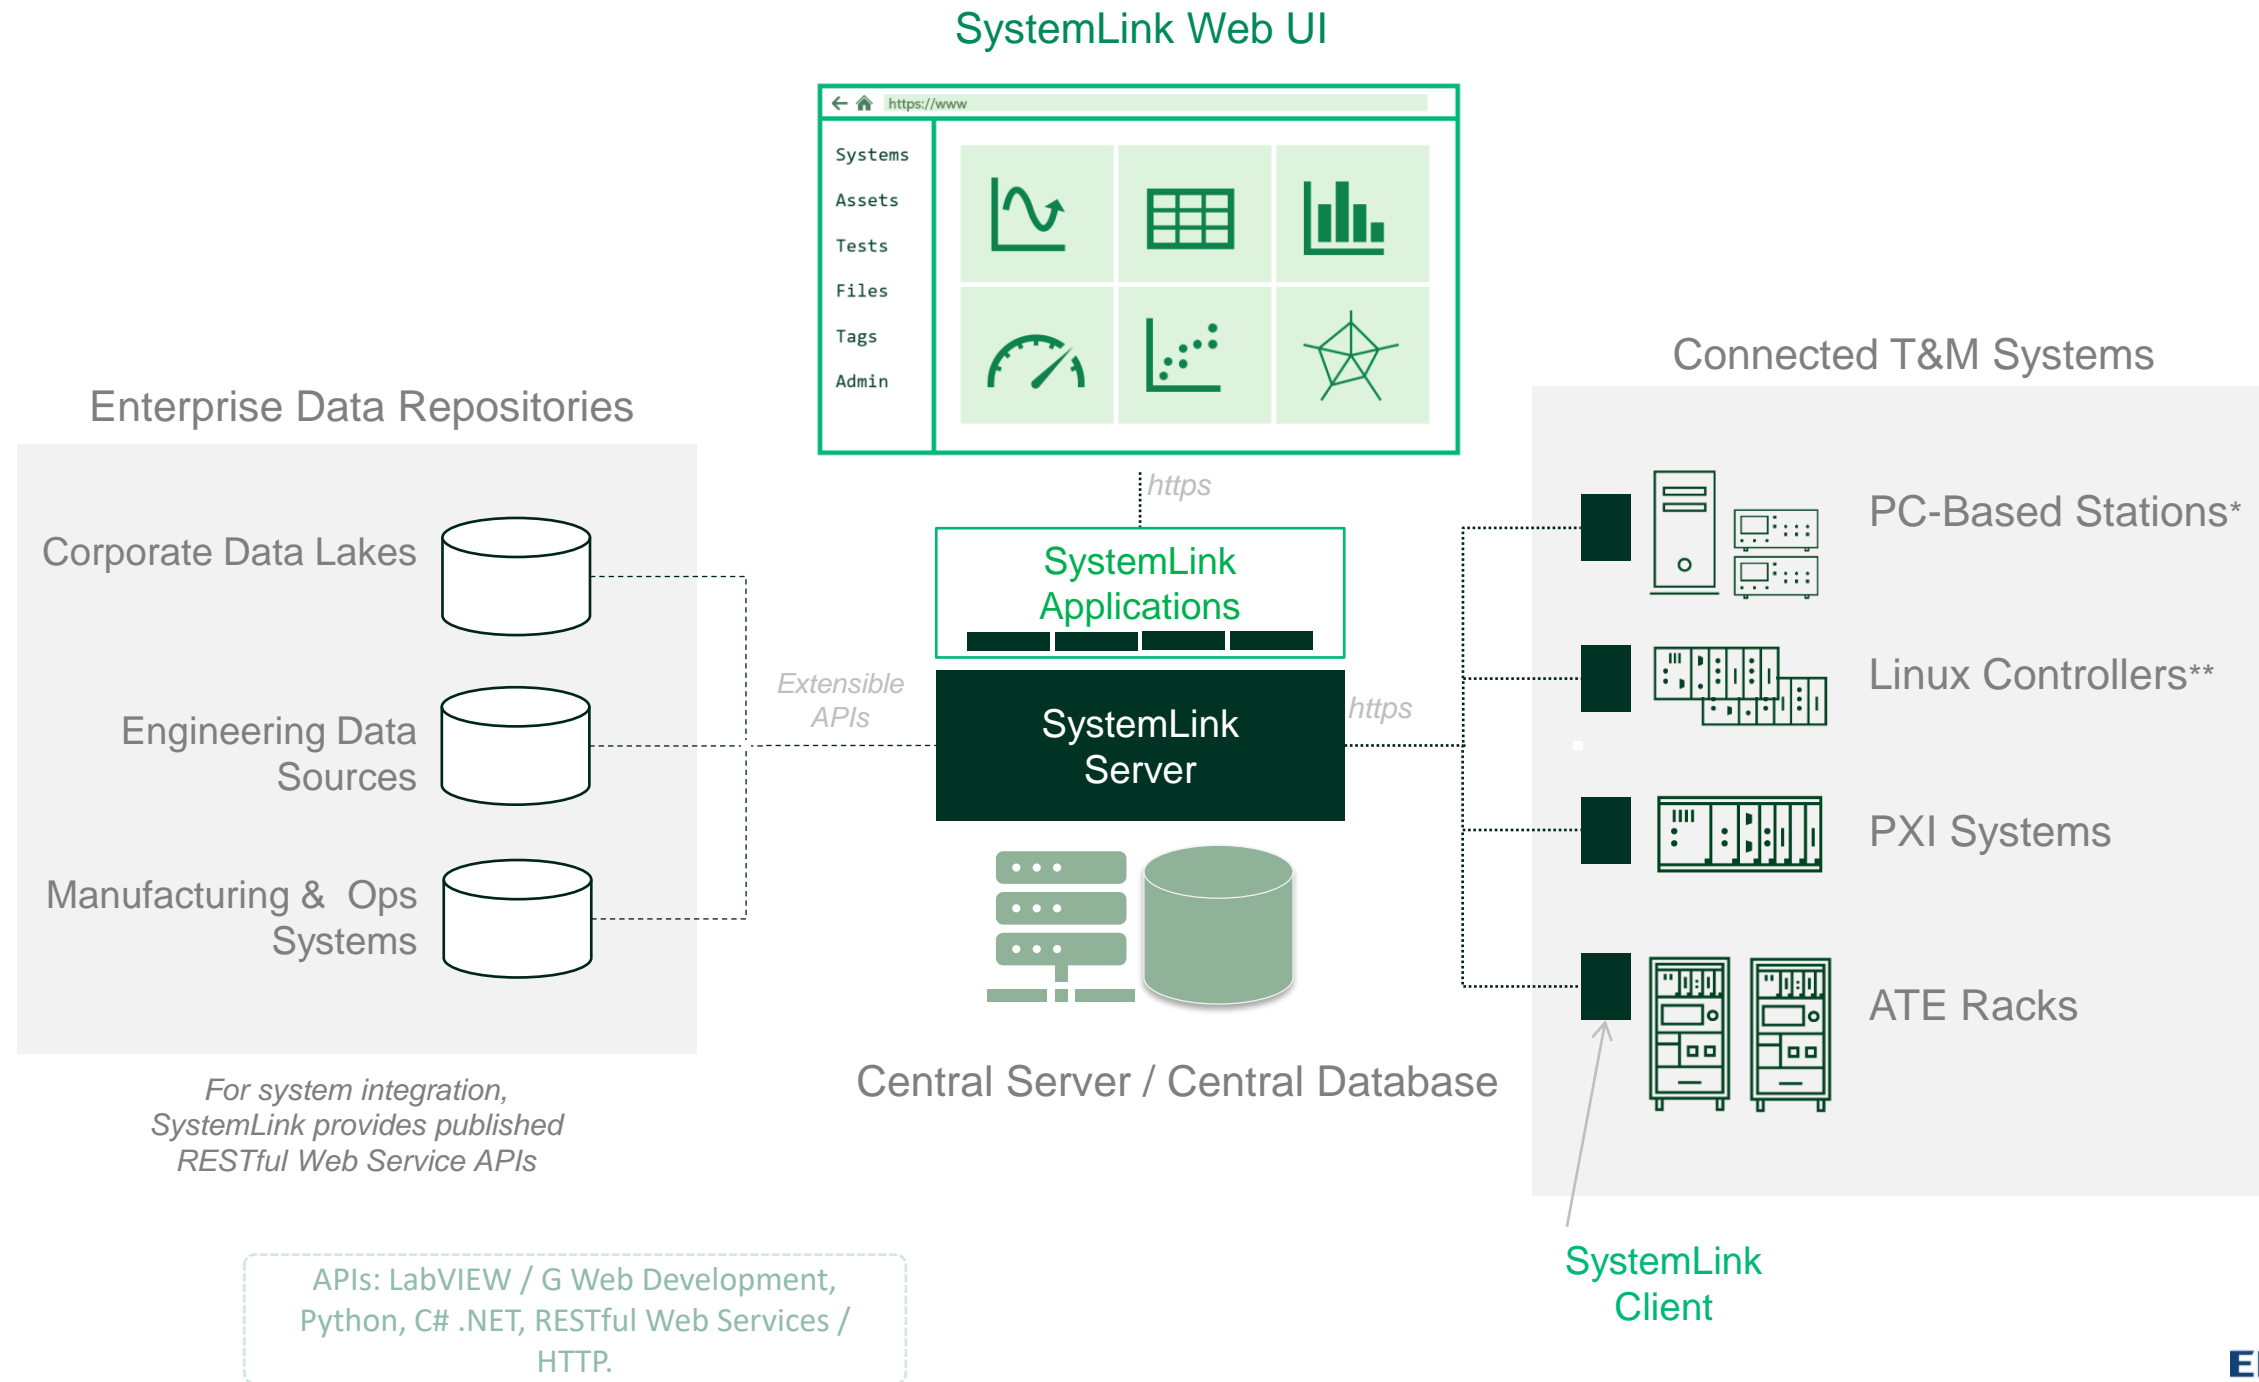 SystemLink Web UI
https://www
Systems
Assets
Tests
Files
Tags
Admin
https
Enterprise Data Repositories
Corporate Data Lakes
Engineering Data
Sources
Manufacturing & Ops
Systems
For system integration,
SystemLink provides published
RESTful Web Service APIs
Extensible
APIs
SystemLink
Applications
SystemLink
Server
https
Central Server / Central Database
Connected T&M Systems
PC-Based Stations*
Linux Controllers**
PXI Systems
ATE Racks
SystemLink
Client
APIs: LabVIEW / G Web Development,
Python, C# .NET, RESTful Web Services /
HTTP.